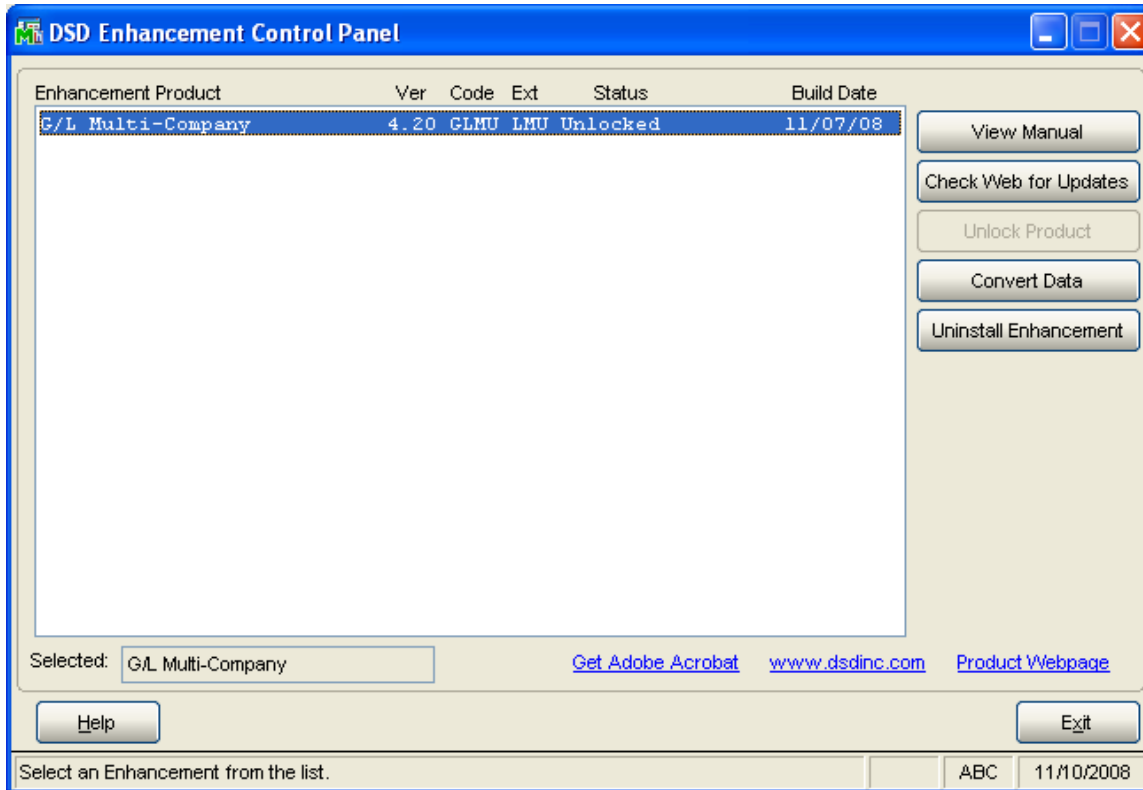 DSD Enhancement Control Panel
Enhancement Product Ver Code Ext Status Build Date
G/L Multi-Company 4.20 GLMU LMU Unlocked 11/07/08
View Manual
Check Web for Updates
Unlock Product
Convert Data
Uninstall Enhancement
Selected: G/L Multi-Company Get Adobe Acrobat www.dsdinc.com Product Webpage
Help Exit
Select an Enhancement from the list. ABC 11/10/2008